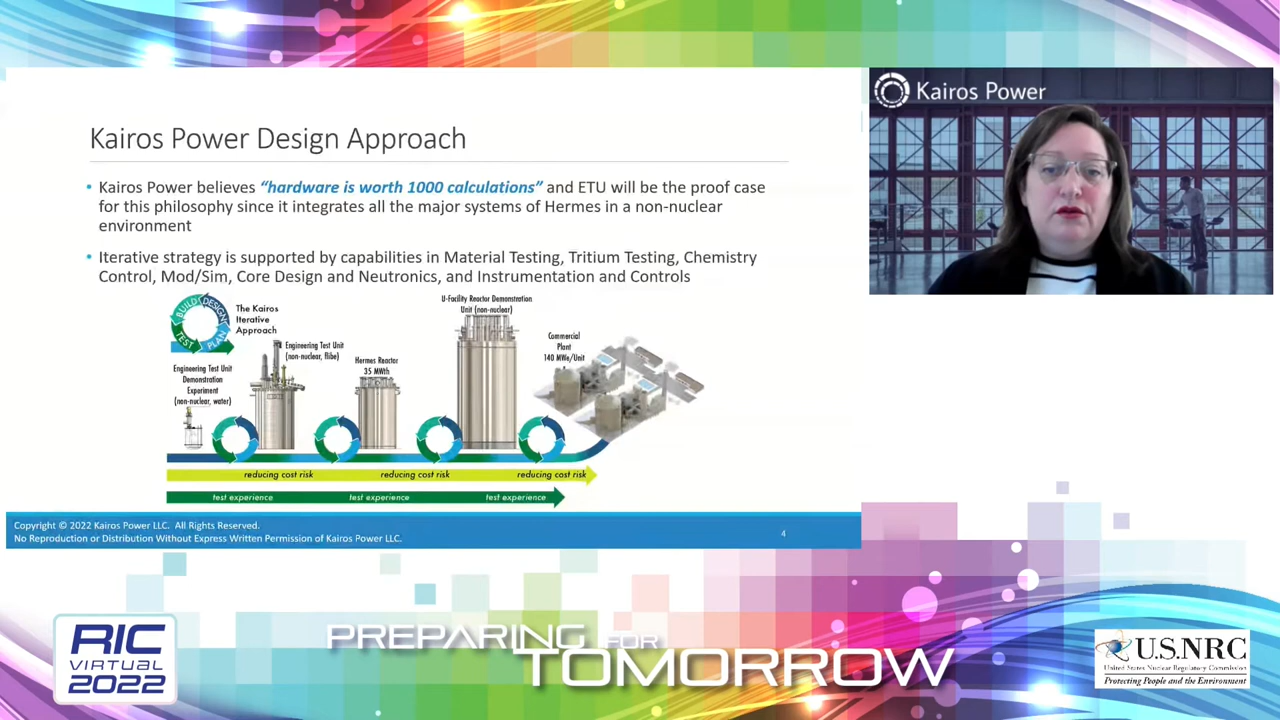 Kairos Power
Kairos Power Design Approach
• Kairos Power believes “hardware is worth 1000 calculations” and ETU will be the proof case
for this philosophy since it integrates all the major systems of Hermes in a non-nuclear
environment
• Iterative strategy is supported by capabilities in Material Testing, Tritium Testing, Chemistry
Control, Mod/Sim, Core Design and Neutronics, and Instrumentation and Controls
BUILD DESIGN
TEST PLAN
The Kairos
Iterative
Approach
Engineering Test Unit
Demonstration
Experiment
(non-nuclear, water)
Engineering Test Unit
(non-nuclear, flibe)
Hermes Reactor
35 MWth
U-Facility Reactor Demonstration
Unit (non-nuclear)
Commercial
Plant
140 MWe/Unit
reducing cost risk reducing cost risk reducing cost risk
test experience test experience test experience
Copyright © 2022 Kairos Power LLC. All Rights Reserved.
No Reproduction or Distribution Without Express Written Permission of Kairos Power LLC.
4
RIC
VIRTUAL
2022
PREPARING FOR
TOMORROW
U.S.NRC
United States Nuclear Regulatory Commission
Protecting People and the Environment